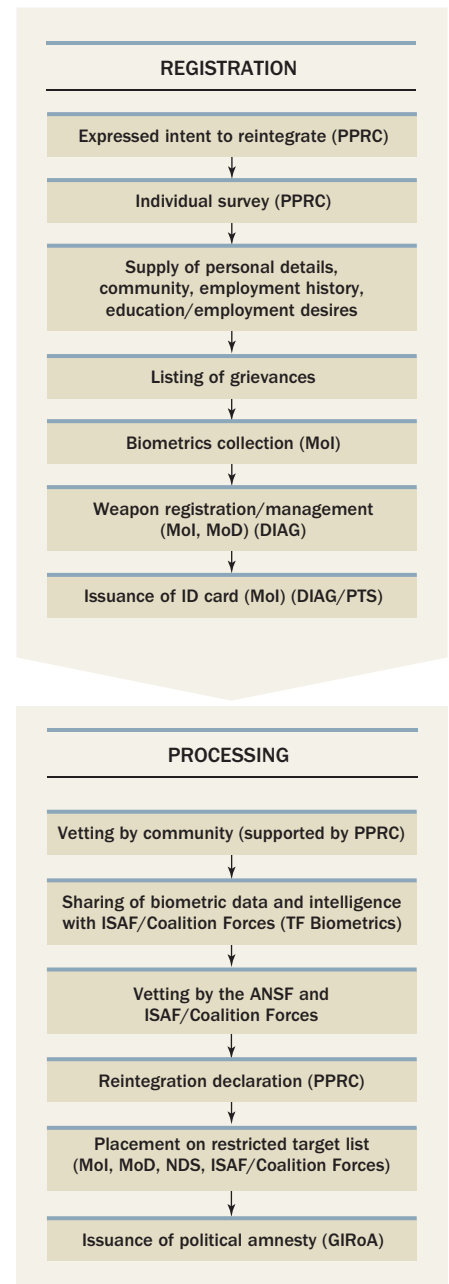 REGISTRATION
Expressed intent to reintegrate (PPRC)
Individual survey (PPRC)
Supply of personal details,
community, employment history,
education/employment desires
Listing of grievances
Biometrics collection (MoI)
Weapon registration/management
(MoI, MoD) (DIAG)
Issuance of ID card (MoI) (DIAG/PTS)
PROCESSING
Vetting by community (supported by PPRC)
Sharing of biometric data and intelligence
with ISAF/Coalition Forces (TF Biometrics)
Vetting by the ANSF and
ISAF/Coalition Forces
Reintegration declaration (PPRC)
Placement on restricted target list
(MoI, MoD, NDS, ISAF/Coalition Forces)
Issuance of political amnesty (GIRoA)